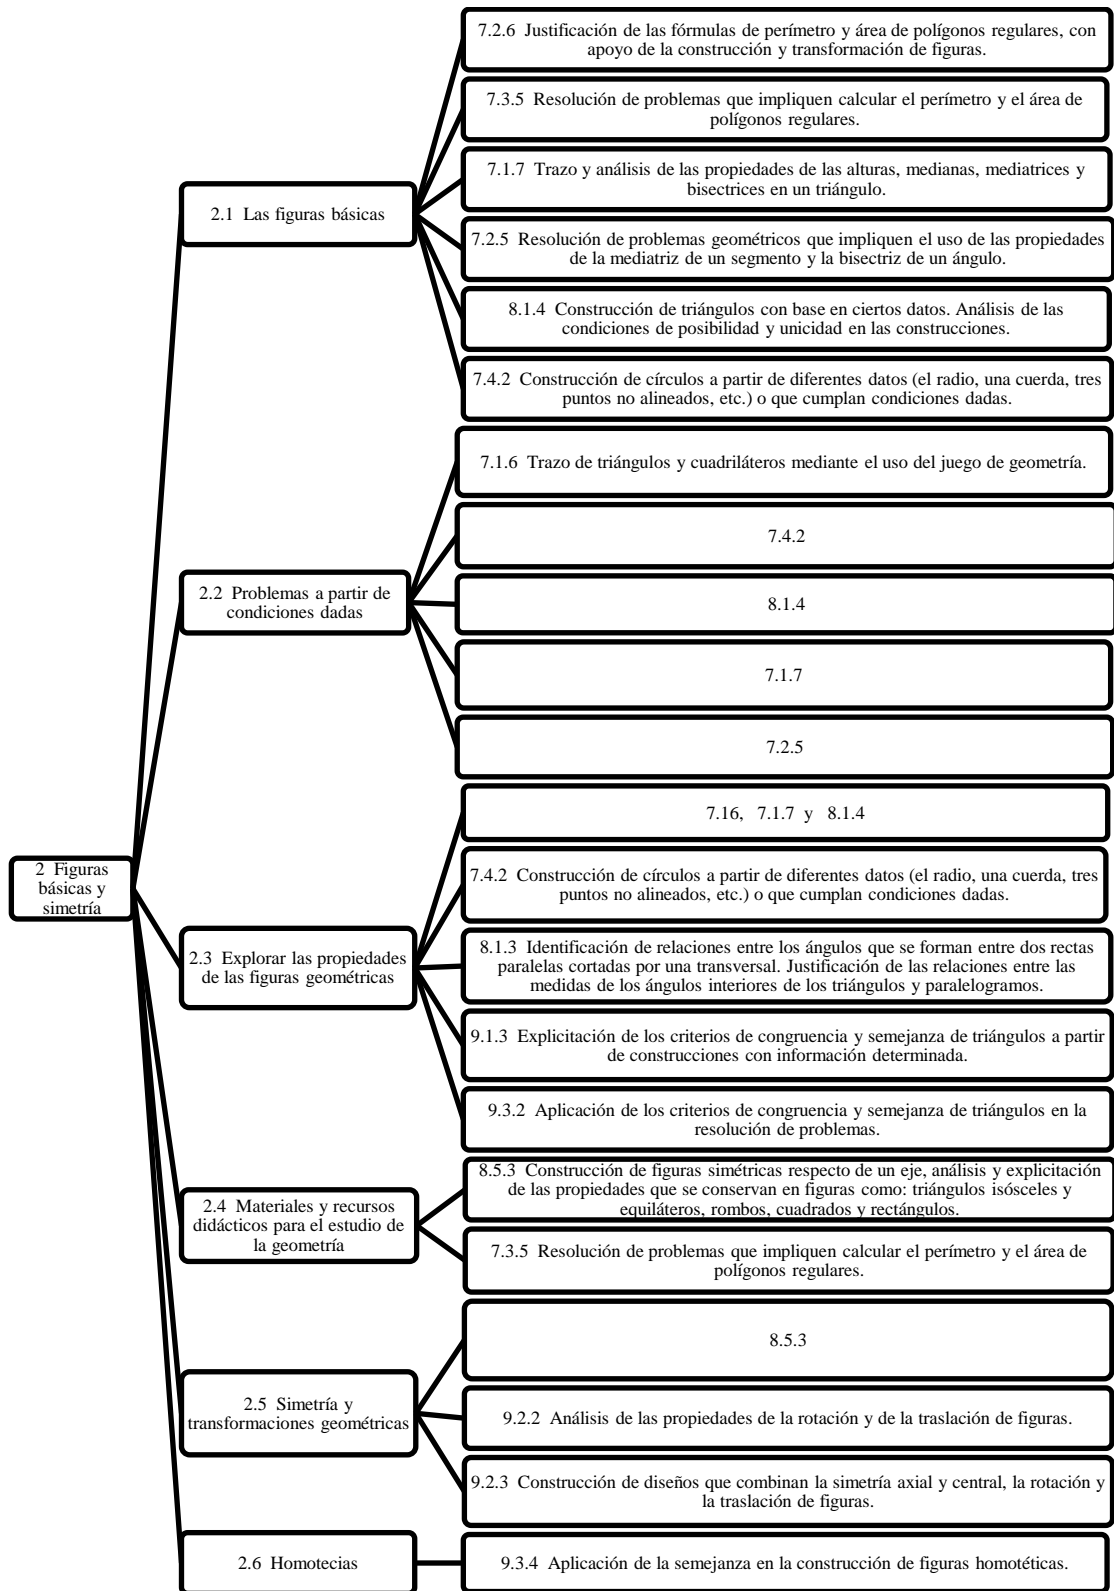 2 Figuras
básicas y
simetría
2.1 Las figuras básicas
7.2.6 Justificación de las fórmulas de perímetro y área de polígonos regulares, con
apoyo de la construcción y transformación de figuras.
7.3.5 Resolución de problemas que impliquen calcular el perímetro y el área de
polígonos regulares.
7.1.7 Trazo y análisis de las propiedades de las alturas, medianas, mediatrices y
bisectrices en un triángulo.
7.2.5 Resolución de problemas geométricos que impliquen el uso de las propiedades
de la mediatriz de un segmento y la bisectriz de un ángulo.
8.1.4 Construcción de triángulos con base en ciertos datos. Análisis de las
condiciones de posibilidad y unicidad en las construcciones.
7.4.2 Construcción de círculos a partir de diferentes datos (el radio, una cuerda, tres
puntos no alineados, etc.) o que cumplan condiciones dadas.
2.2 Problemas a partir de
condiciones dadas
7.1.6 Trazo de triángulos y cuadriláteros mediante el uso del juego de geometría.
7.4.2
8.1.4
7.1.7
7.2.5
2.3 Explorar las propiedades
de las figuras geométricas
7.16, 7.1.7 y 8.1.4
7.4.2 Construcción de círculos a partir de diferentes datos (el radio, una cuerda, tres
puntos no alineados, etc.) o que cumplan condiciones dadas.
8.1.3 Identificación de relaciones entre los ángulos que se forman entre dos rectas
paralelas cortadas por una transversal. Justificación de las relaciones entre las
medidas de los ángulos interiores de los triángulos y paralelogramos.
9.1.3 Explicitación de los criterios de congruencia y semejanza de triángulos a partir
de construcciones con información determinada.
9.3.2 Aplicación de los criterios de congruencia y semejanza de triángulos en la
resolución de problemas.
2.4 Materiales y recursos
didácticos para el estudio de
la geometría
8.5.3 Construcción de figuras simétricas respecto de un eje, análisis y explicitación
de las propiedades que se conservan en figuras como: triángulos isósceles y
equiláteros, rombos, cuadrados y rectángulos.
7.3.5 Resolución de problemas que impliquen calcular el perímetro y el área de
polígonos regulares.
2.5 Simetría y
transformaciones geométricas
8.5.3
9.2.2 Análisis de las propiedades de la rotación y de la traslación de figuras.
9.2.3 Construcción de diseños que combinan la simetría axial y central, la rotación y
la traslación de figuras.
2.6 Homotecias
9.3.4 Aplicación de la semejanza en la construcción de figuras homotéticas.